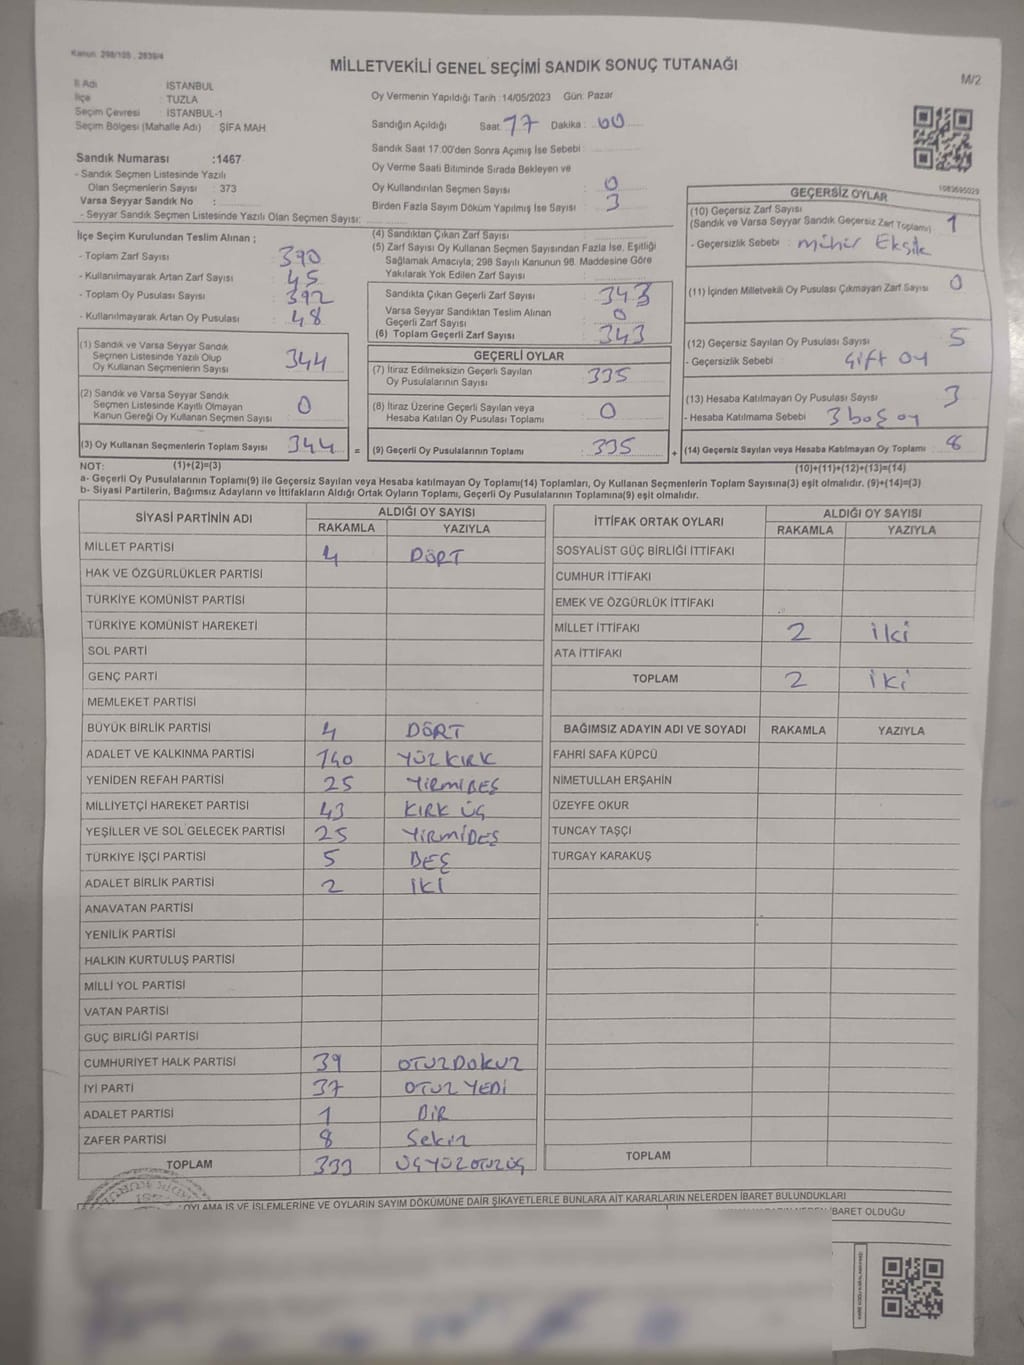 Kanun 298/105 , 2839/4
MİLLETVEKİLİ GENEL SEÇİMİ SANDIK SONUÇ TUTANAĞI
M/2
İl Adı İSTANBUL
İlçe TUZLA
Seçim Çevresi İSTANBUL-1
Seçim Bölgesi (Mahalle Adı) : ŞİFA MAH
Oy Vermenin Yapıldığı Tarih :14/05/2023 Gün: Pazar
Sandığın Açıldığı Saat 17 Dakika : 00
Sandık Saat 17.00'den Sonra Açımış İse Sebebi :
Sandık Numarası :1467
- Sandık Seçmen Listesinde Yazılı
Olan Seçmenlerin Sayısı : 373
Varsa Seyyar Sandık No :
- Seyyar Sandık Seçmen Listesinde Yazılı Olan Seçmen Sayısı:
Oy Verme Saati Bitiminde Sırada Bekleyen ve
Oy Kullandırılan Seçmen Sayısı 0
Birden Fazla Sayım Döküm Yapılmış İse Sayısı 3
1083695029
İlçe Seçim Kurulundan Teslim Alınan ;
- Toplam Zarf Sayısı 390
- Kullanılmayarak Artan Zarf Sayısı 45
- Toplam Oy Pusulası Sayısı 392
- Kullanılmayarak Artan Oy Pusulası 48
(1) Sandık ve Varsa Seyyar Sandık
Seçmen Listesinde Yazılı Olup
Oy Kullanan Seçmenlerin Sayısı 344
(2) Sandık ve Varsa Seyyar Sandık
Seçmen Listesinde Kayıtlı Olmayan
Kanun Gereği Oy Kullanan Seçmen Sayısı 0
(3) Oy Kullanan Seçmenlerin Toplam Sayısı 344 =
(4) Sandıktan Çıkan Zarf Sayısı :
(5) Zarf Sayısı Oy Kullanan Seçmen Sayısından Fazla İse, Eşitliği
Sağlamak Amacıyla; 298 Sayılı Kanunun 98. Maddesine Göre
Yakılarak Yok Edilen Zarf Sayısı :
Sandıkta Çıkan Geçerli Zarf Sayısı 343
Varsa Seyyar Sandıktan Teslim Alınan
Geçerli Zarf Sayısı 0
(6) Toplam Geçerli Zarf Sayısı 343
GEÇERLİ OYLAR
(7) İtiraz Edilmeksizin Geçerli Sayılan
Oy Pusulalarının Sayısı 335
(8) İtiraz Üzerine Geçerli Sayılan veya
Hesaba Katılan Oy Pusulası Toplamı 0
(9) Geçerli Oy Pusulalarının Toplamı 335 +
GEÇERSİZ OYLAR
(10) Geçersiz Zarf Sayısı
(Sandık ve Varsa Seyyar Sandık Geçersiz Zarf Toplamı) 1
- Geçersizlik Sebebi : mühür Eksik
(11) İçinden Milletvekili Oy Pusulası Çıkmayan Zarf Sayısı 0
(12) Geçersiz Sayılan Oy Pusulası Sayısı 5
- Geçersizlik Sebebi : Çift oy
(13) Hesaba Katılmayan Oy Pusulası Sayısı 3
- Hesaba Katılmama Sebebi 3 boş oy
(14) Geçersiz Sayılan veya Hesaba Katılmayan Oy Toplamı 8
NOT: (1)+(2)=(3)
(10)+(11)+(12)+(13)=(14)
a- Geçerli Oy Pusulalarının Toplamı(9) ile Geçersiz Sayılan veya Hesaba katılmayan Oy Toplamı(14) Toplamları, Oy Kullanan Seçmenlerin Toplam Sayısına(3) eşit olmalıdır. (9)+(14)=(3)
b- Siyasi Partilerin, Bağımsız Adayların ve İttifakların Aldığı Ortak Oyların Toplamı, Geçerli Oy Pusulalarının Toplamına(9) eşit olmalıdır.
SİYASİ PARTİNİN ADI ALDIĞI OY SAYISI
RAKAMLA YAZIYLA
MİLLET PARTİSİ 4 DÖRT
HAK VE ÖZGÜRLÜKLER PARTİSİ
TÜRKİYE KOMÜNİST PARTİSİ
TÜRKİYE KOMÜNİST HAREKETİ
SOL PARTİ
GENÇ PARTİ
MEMLEKET PARTİSİ
BÜYÜK BİRLİK PARTİSİ 4 DÖRT
ADALET VE KALKINMA PARTİSİ 140 YÜZKIRK
YENİDEN REFAH PARTİSİ 25 YİRMİBEŞ
MİLLİYETÇİ HAREKET PARTİSİ 43 KIRK ÜÇ
YEŞİLLER VE SOL GELECEK PARTİSİ 25 YİRMİBEŞ
TÜRKİYE İŞÇİ PARTİSİ 5 BEŞ
ADALET BİRLİK PARTİSİ 2 İKİ
ANAVATAN PARTİSİ
YENİLİK PARTİSİ
HALKIN KURTULUŞ PARTİSİ
MİLLİ YOL PARTİSİ
VATAN PARTİSİ
GÜÇ BİRLİĞİ PARTİSİ
CUMHURİYET HALK PARTİSİ 39 OTUZDOKUZ
İYİ PARTİ 37 OTUZ YEDİ
ADALET PARTİSİ 1 BİR
ZAFER PARTİSİ 8 Sekiz
TOPLAM 333 ÜÇYÜZOTUZÜÇ
İTTİFAK ORTAK OYLARI ALDIĞI OY SAYISI
RAKAMLA YAZIYLA
SOSYALİST GÜÇ BİRLİĞİ İTTİFAKI
CUMHUR İTTİFAKI
EMEK VE ÖZGÜRLÜK İTTİFAKI
MİLLET İTTİFAKI 2 iki
ATA İTTİFAKI
TOPLAM 2 iki
BAĞIMSIZ ADAYIN ADI VE SOYADI RAKAMLA YAZIYLA
FAHRİ SAFA KÜPCÜ
NİMETULLAH ERŞAHİN
ÜZEYFE OKUR
TUNCAY TAŞÇI
TURGAY KARAKUŞ
TOPLAM
OYLAMA İŞ VE İŞLEMLERİNE VE OYLARIN SAYIM DÖKÜMÜNE DAİR ŞİKAYETLERLE BUNLARA AİT KARARLARIN NELERDEN İBARET BULUNDUKLARI
İBARET OLDUĞU